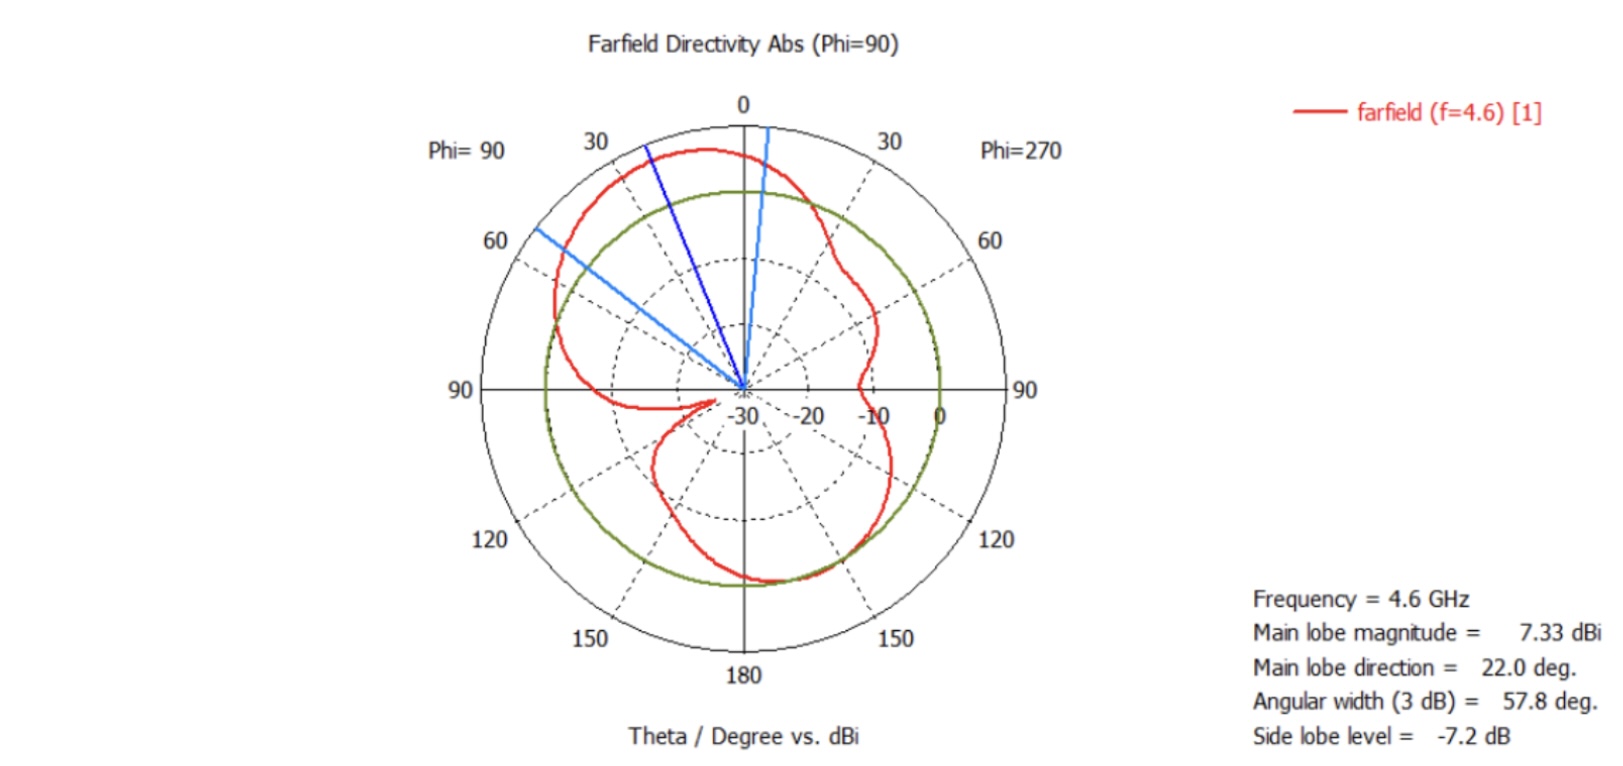 Farfield Directivity Abs (Phi=90)
0
farfield (f=4.6) [1]
30
30
Phi= 90
Phi=270
60
60
90
90
-30
-20
-10
0
120
120
150
150
180
Frequency = 4.6 GHz
Main lobe magnitude = 7.33 dBi
Main lobe direction = 22.0 deg.
Angular width (3 dB) = 57.8 deg.
Side lobe level = -7.2 dB
Theta / Degree vs. dBi